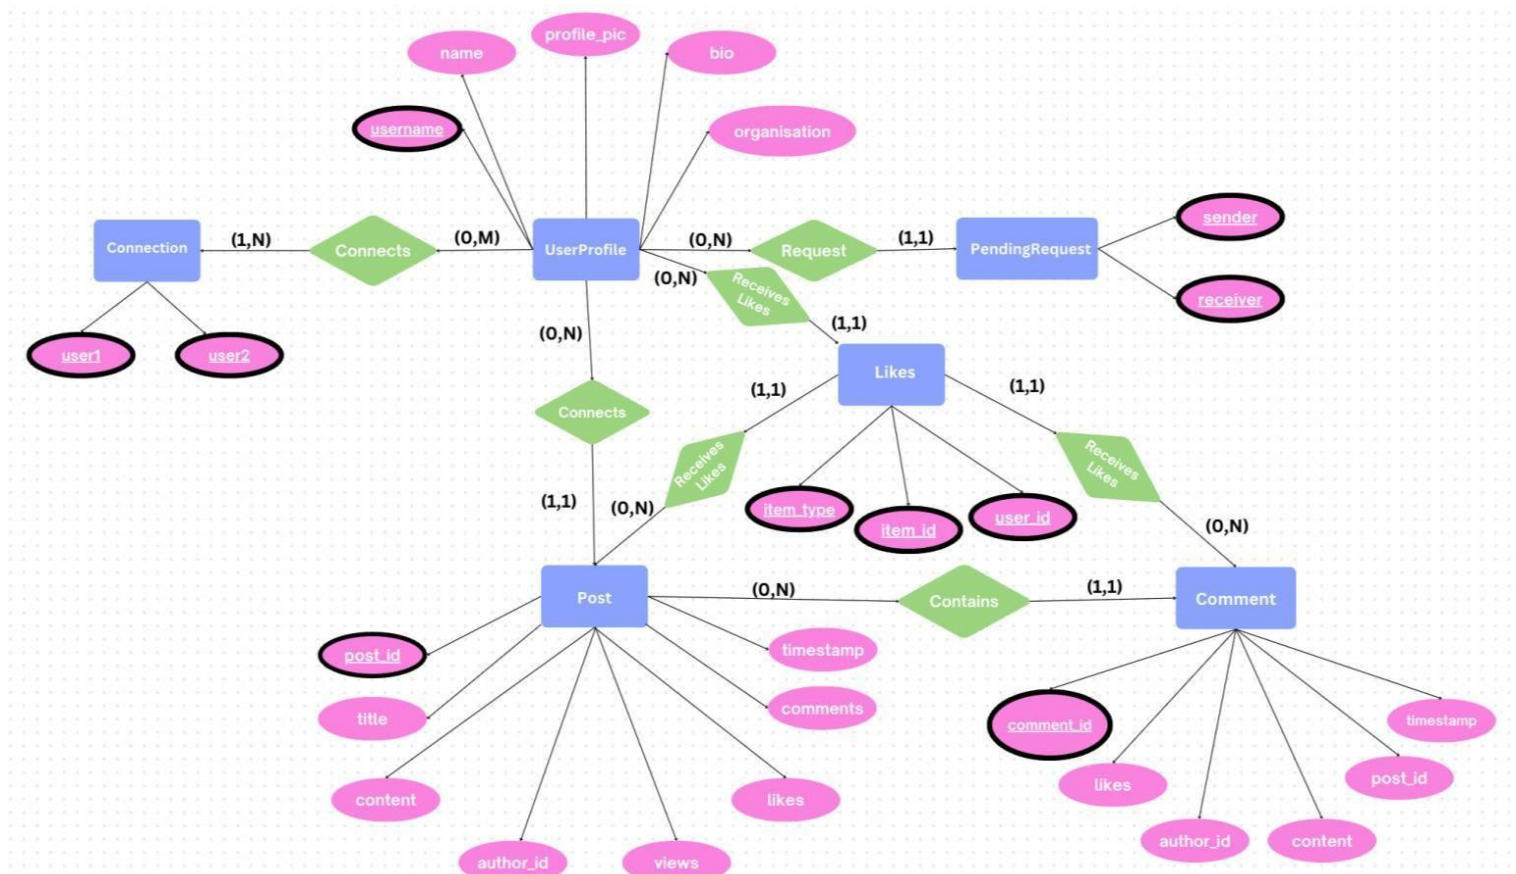 profile_pic
name
bio
username
organisation
sender
Connection
(1,N)
Connects
(0,M)
UserProfile
(0,N)
Request
(1,1)
PendingRequest
(0,N)
Receives
Likes
receiver
(1,1)
(0,N)
user1
user2
Likes
(1,1)
(1,1)
Connects
Receives
Likes
Receives
Likes
(1,1)
(0,N)
item_type
item_id
user_id
(0,N)
Post
(0,N)
Contains
(1,1)
Comment
post_id
timestamp
title
comments
comment_id
timestamp
content
likes
likes
post_id
author_id
views
author_id
content